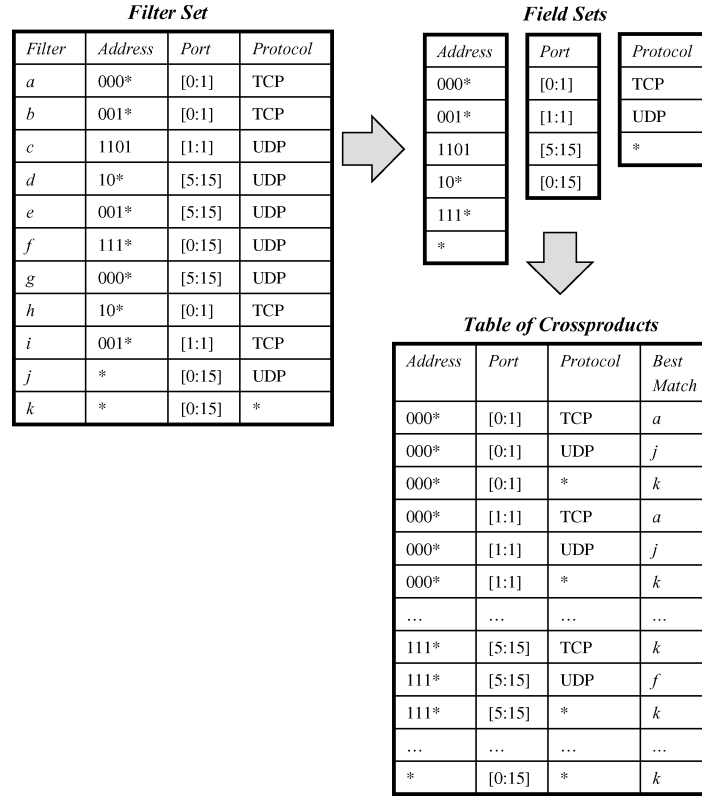 Filter Set
Filter Address Port Protocol
a 000* [0:1] TCP
b 001* [0:1] TCP
c 1101 [1:1] UDP
d 10* [5:15] UDP
e 001* [5:15] UDP
f 111* [0:15] UDP
g 000* [5:15] UDP
h 10* [0:1] TCP
i 001* [1:1] TCP
j * [0:15] UDP
k * [0:15] *
Field Sets
Address Port Protocol
000* [0:1] TCP
001* [1:1] UDP
1101 [5:15] *
10* [0:15]
111*
*
Table of Crossproducts
Address Port Protocol Best
Match
000* [0:1] TCP a
000* [0:1] UDP j
000* [0:1] * k
000* [1:1] TCP a
000* [1:1] UDP j
000* [1:1] * k
... ... ... ...
111* [5:15] TCP k
111* [5:15] UDP f
111* [5:15] * k
... ... ... ...
* [0:15] * k